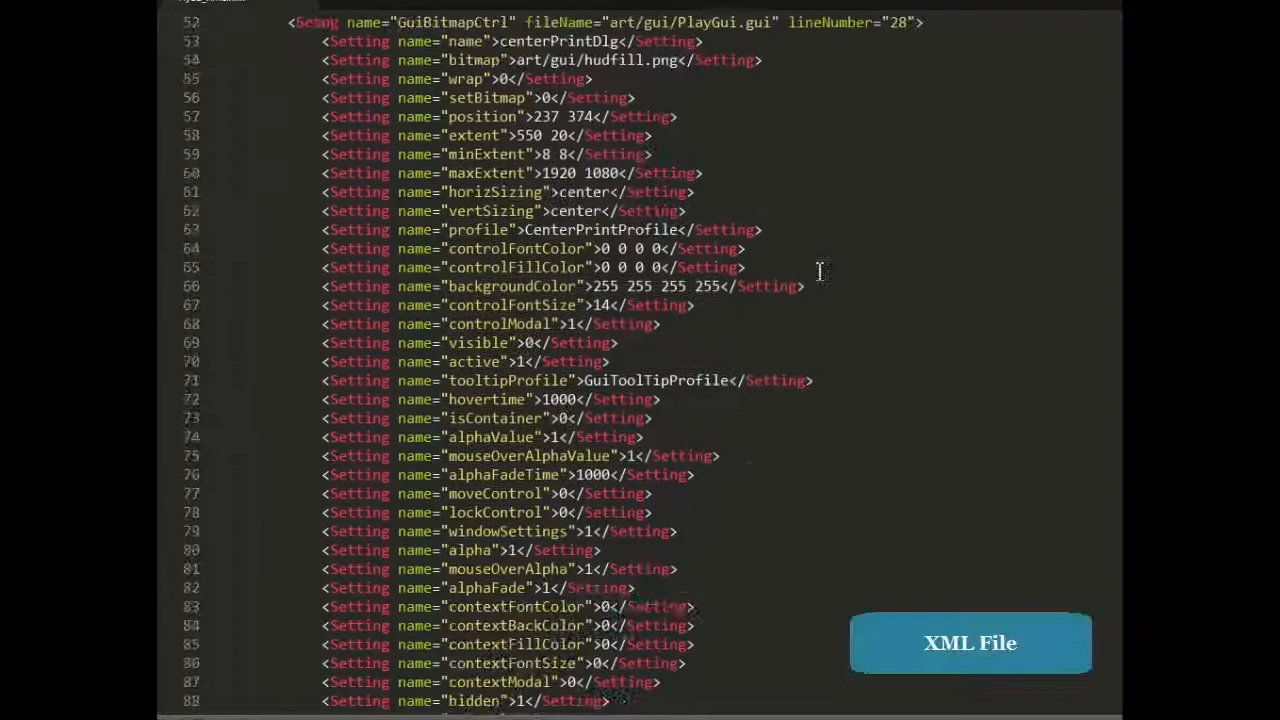 52 <Setting name="GuiBitmapCtrl" fileName="art/gui/PlayGui.gui" lineNumber="28">
53 <Setting name="name">centerPrintDlg</Setting>
54 <Setting name="bitmap">art/gui/hudfill.png</Setting>
55 <Setting name="wrap">0</Setting>
56 <Setting name="setBitmap">0</Setting>
57 <Setting name="position">237 374</Setting>
58 <Setting name="extent">550 20</Setting>
59 <Setting name="minExtent">8 8</Setting>
60 <Setting name="maxExtent">1920 1080</Setting>
61 <Setting name="horizSizing">center</Setting>
62 <Setting name="vertSizing">center</Setting>
63 <Setting name="profile">CenterPrintProfile</Setting>
64 <Setting name="controlFontColor">0 0 0 0</Setting>
65 <Setting name="controlFillColor">0 0 0 0</Setting>
66 <Setting name="backgroundColor">255 255 255 255</Setting>
67 <Setting name="controlFontSize">14</Setting>
68 <Setting name="controlModal">1</Setting>
69 <Setting name="visible">0</Setting>
70 <Setting name="active">1</Setting>
71 <Setting name="tooltipProfile">GuiToolTipProfile</Setting>
72 <Setting name="hovertime">1000</Setting>
73 <Setting name="isContainer">0</Setting>
74 <Setting name="alphaValue">1</Setting>
75 <Setting name="mouseOverAlphaValue">1</Setting>
76 <Setting name="alphaFadeTime">1000</Setting>
77 <Setting name="moveControl">0</Setting>
78 <Setting name="lockControl">0</Setting>
79 <Setting name="windowSettings">1</Setting>
80 <Setting name="alpha">1</Setting>
81 <Setting name="mouseOverAlpha">1</Setting>
82 <Setting name="alphaFade">1</Setting>
83 <Setting name="contextFontColor">0</Setting>
84 <Setting name="contextBackColor">0</Setting>
85 <Setting name="contextFillColor">0</Setting>
86 <Setting name="contextFontSize">0</Setting>
87 <Setting name="contextModal">0</Setting>
88 <Setting name="hidden">1</Setting>
XML File